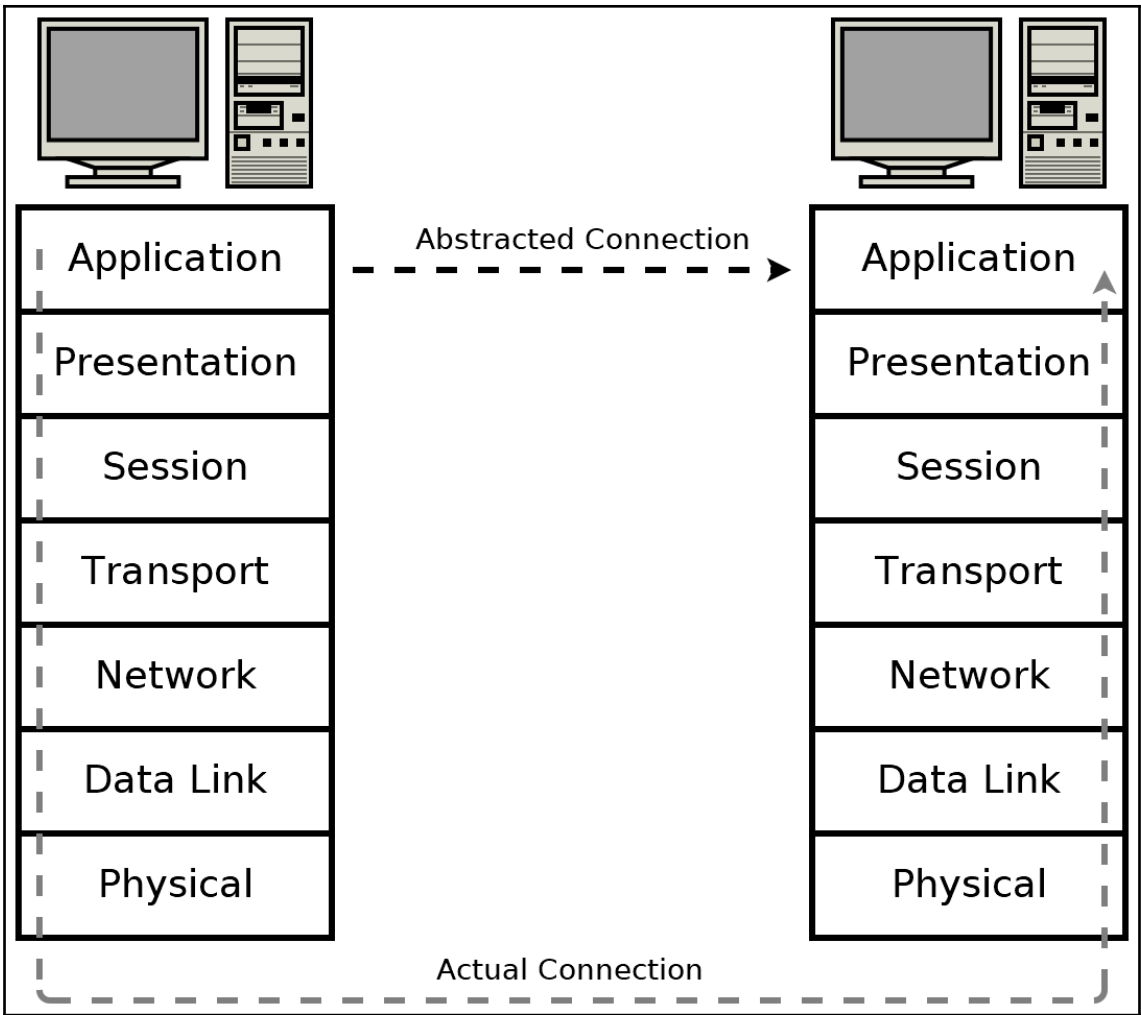 Application
Abstracted Connection
Application
Presentation
Presentation
Session
Session
Transport
Transport
Network
Network
Data Link
Data Link
Physical
Physical
Actual Connection